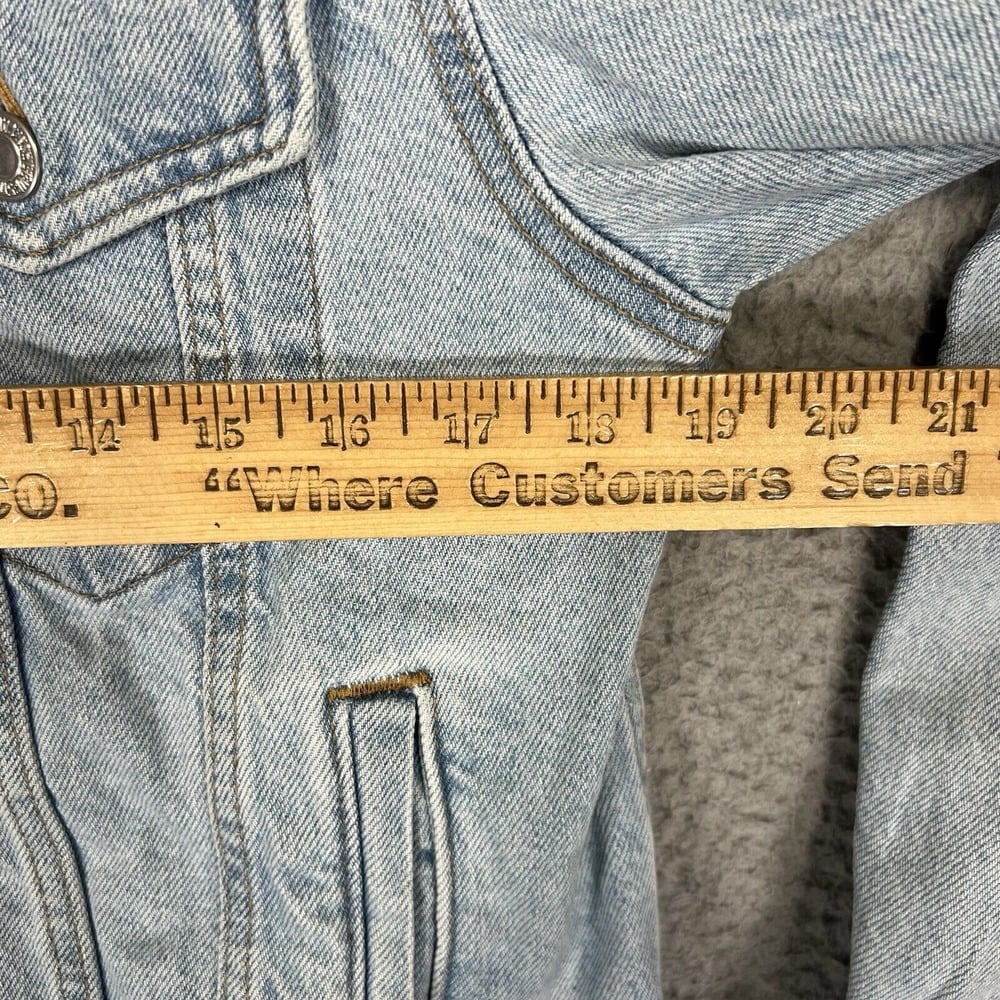 14 15 16 17 18 19 20 21
CO. "Where Customers Send